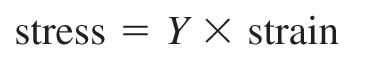 stress = Y × strain